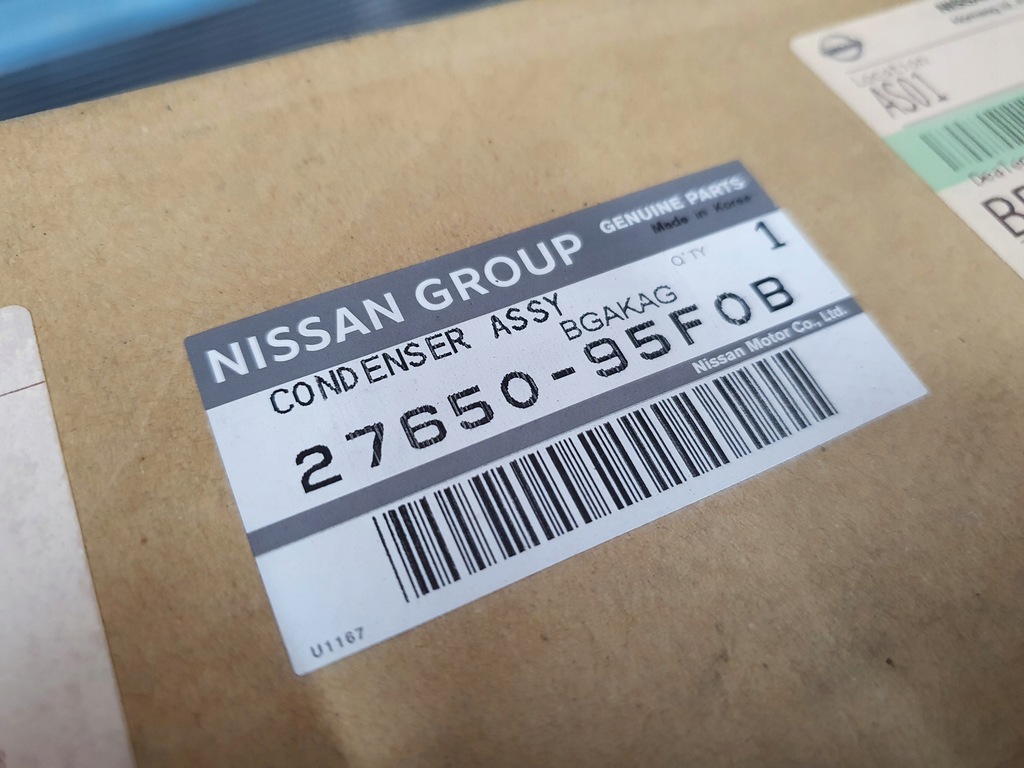 NISSAN GROUP
GENUINE PARTS
Made in Korea
CONDENSER ASSY
Q'TY
1
BGAKAG
27650-95F0B
Nissan Motor Co., Ltd.
U1167
Location
AS01